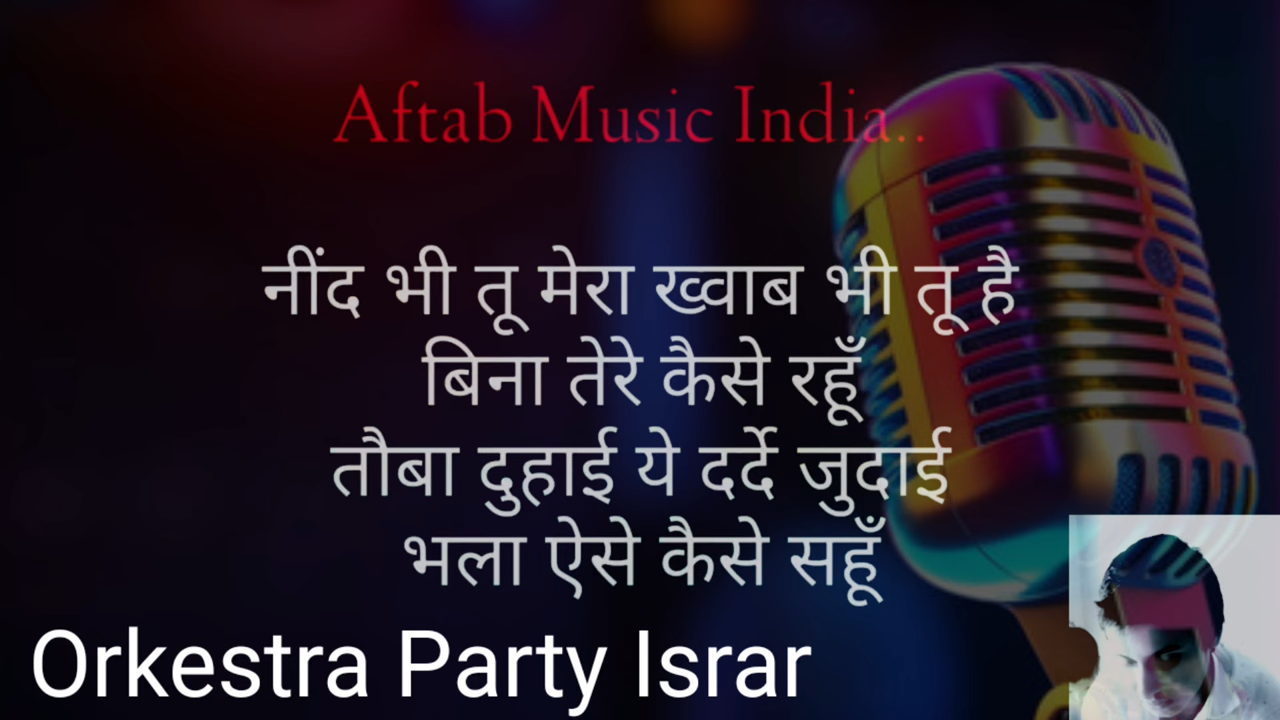 Aftab Music India..
नींद भी तू मेरा ख्वाब भी तू है
बिना तेरे कैसे रहूँ
तौबा दुहाई ये दर्दे जुदाई
भला ऐसे कैसे सहूँ
Orkestra Party Israr